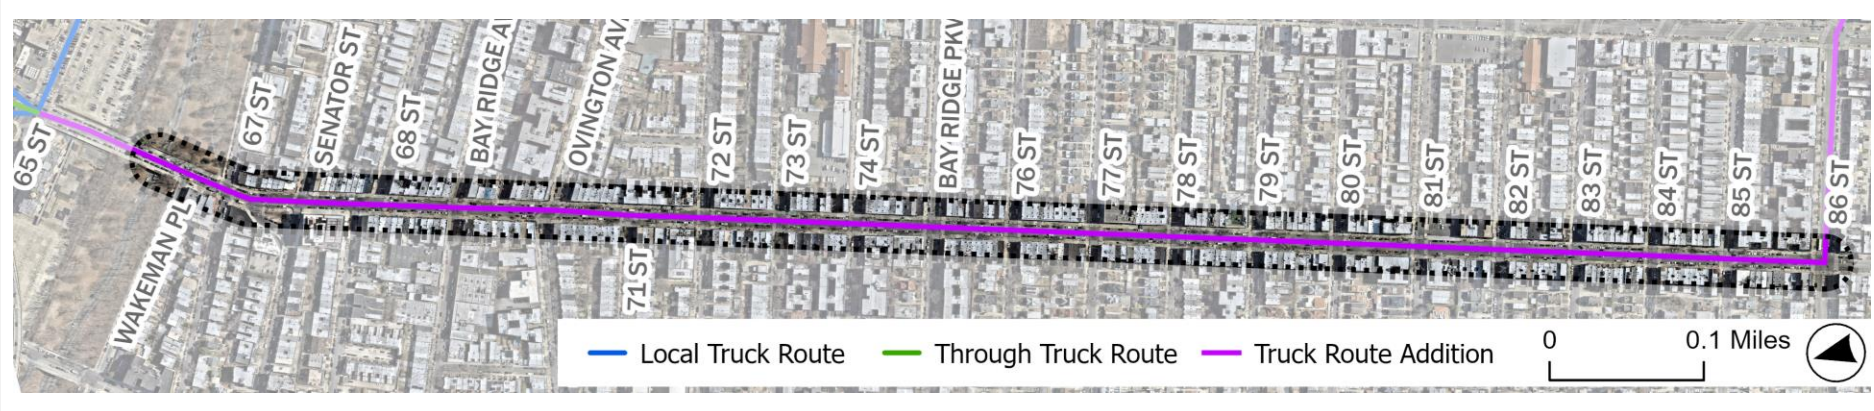 65 ST
WAKEMAN PL
67 ST
SENATOR ST
68 ST
BAY RIDGE AV
OVINGTON AV
71 ST
72 ST
73 ST
74 ST
BAY RIDGE PKV
76 ST
77 ST
78 ST
79 ST
80 ST
81 ST
82 ST
83 ST
84 ST
85 ST
86 ST
Local Truck Route
Through Truck Route
Truck Route Addition
0
0.1 Miles